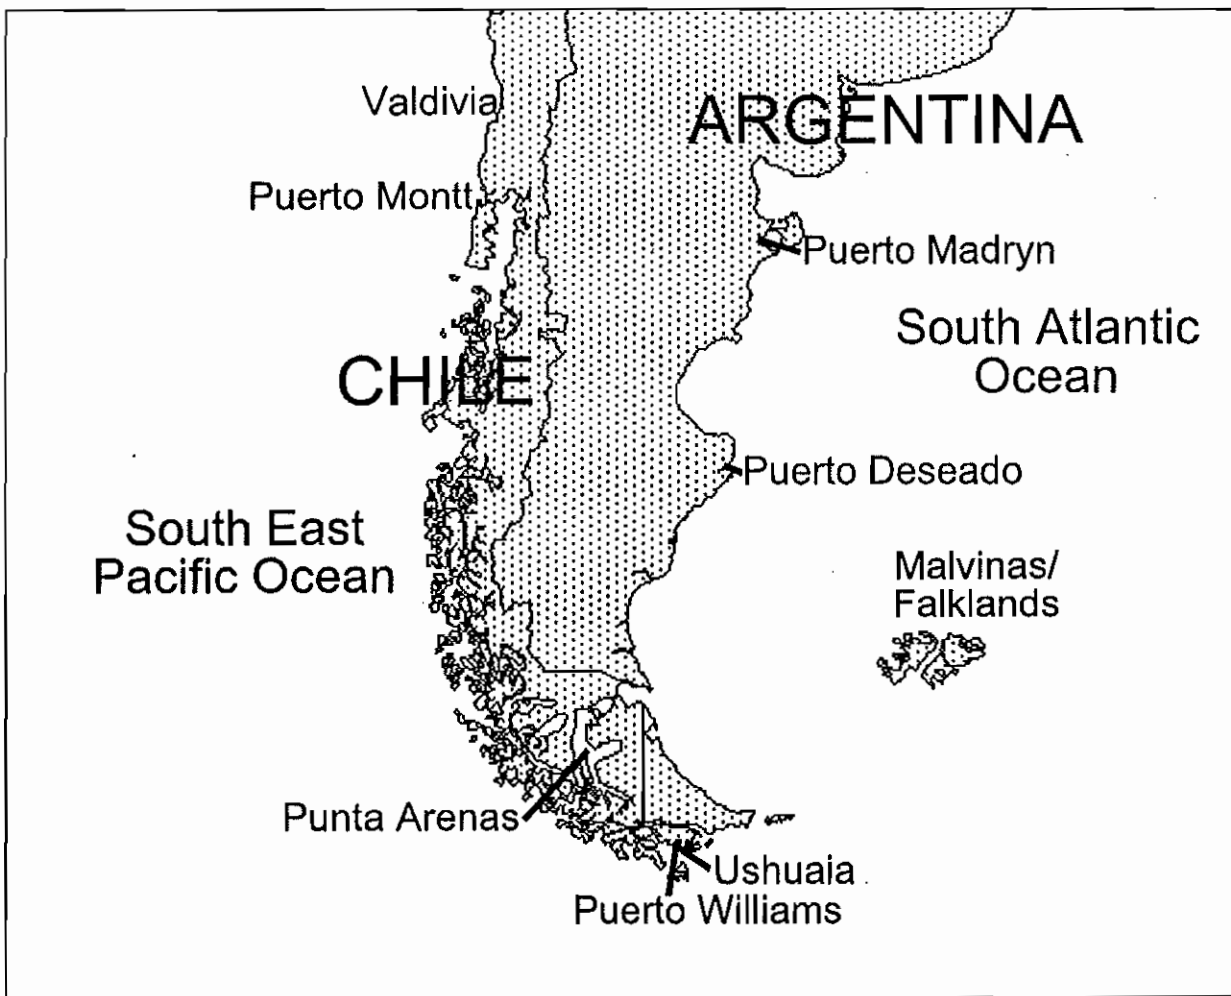 Valdivia
ARGENTINA
Puerto Montt
Puerto Madryn
South Atlantic
Ocean
CHILE
Puerto Deseado
South East
Pacific Ocean
Malvinas/
Falklands
Punta Arenas
Ushuaia
Puerto Williams